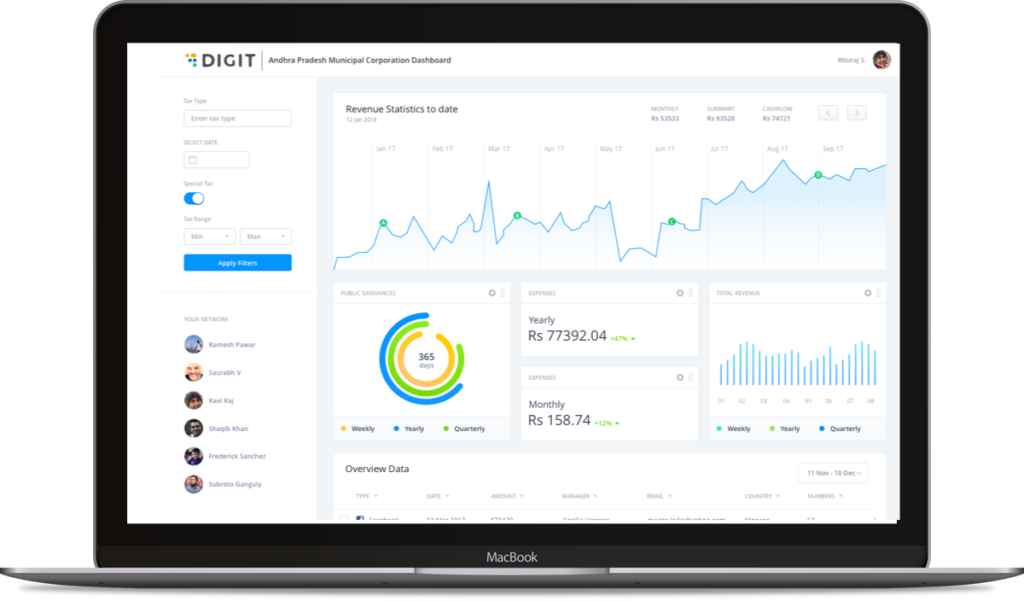 DIGIT
Andhra Pradesh Municipal Corporation Dashboard
Rituraj S.
Tax Type
Enter tax type
SELECT DATE
Special Tax
Tax Range
Min
Max
Apply Filters
YOUR NETWORK
Ramesh Pawar
Saurabh V
Ravi Raj
Shaqib Khan
Frederick Sanchez
Subroto Ganguly
Revenue Statistics to date
12 Jan 2018
MONTHLY SUMMARY CASHFLOW
Rs 53533 Rs 93528 Rs 74721
Jan 17 Feb 17 Mar 17 Apr 17 May 17 Jun 17 Jul 17 Aug 17 Sep 17
A
C
D
PUBLIC GRIEVANCES
365
days
Weekly Yearly Quarterly
EXPENSES
Yearly
Rs 77392.04 +47%
EXPENSES
Monthly
Rs 158.74 +12%
TOTAL REVENUE
01 02 03 04 05 06 07 08
Weekly Yearly Quarterly
Overview Data
11 Nov - 10 Dec
TYPE DATE AMOUNT MANAGER EMAIL COUNTRY NUMBERS
MacBook